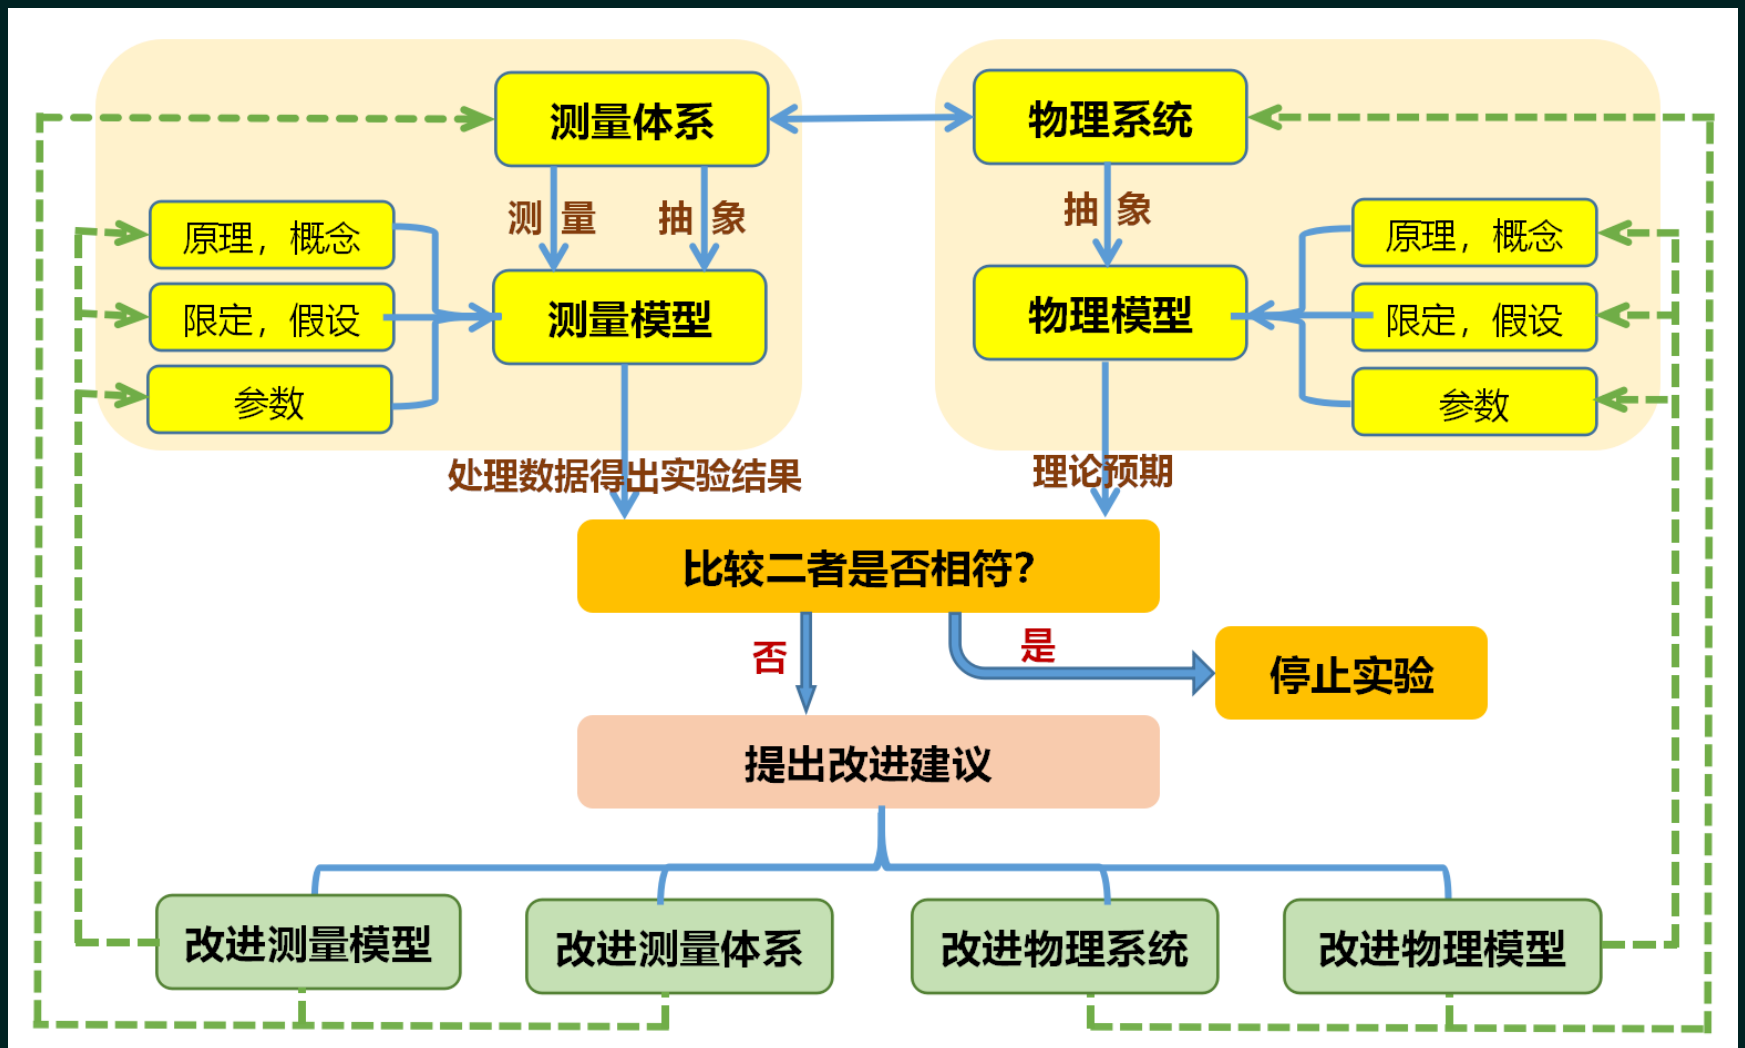 测量体系
物理系统
测 量
抽 象
抽 象
原理，概念
限定，假设
参数
测量模型
物理模型
原理，概念
限定，假设
参数
处理数据得出实验结果
理论预期
比较二者是否相符？
否
是
停止实验
提出改进建议
改进测量模型
改进测量体系
改进物理系统
改进物理模型